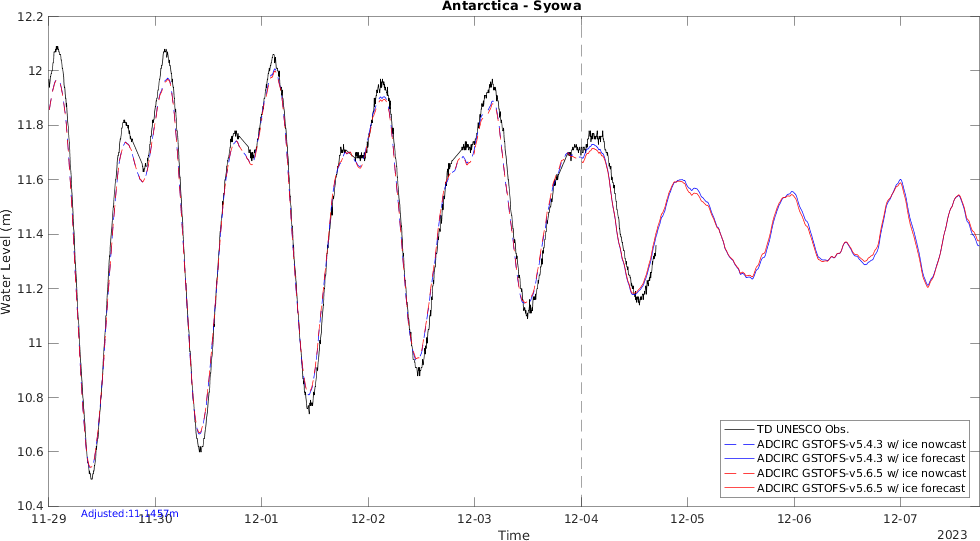 Antarctica - Syowa
12.2
12
11.8
11.6
11.4
11.2
11
10.8
10.6
10.4
Water Level (m)
TD UNESCO Obs.
ADCIRC GSTOFS-v5.4.3 w/ ice nowcast
ADCIRC GSTOFS-v5.4.3 w/ ice forecast
ADCIRC GSTOFS-v5.6.5 w/ ice nowcast
ADCIRC GSTOFS-v5.6.5 w/ ice forecast
Adjusted:11.1457m
11-29 11-30 12-01 12-02 12-03 12-04 12-05 12-06 12-07
Time
2023